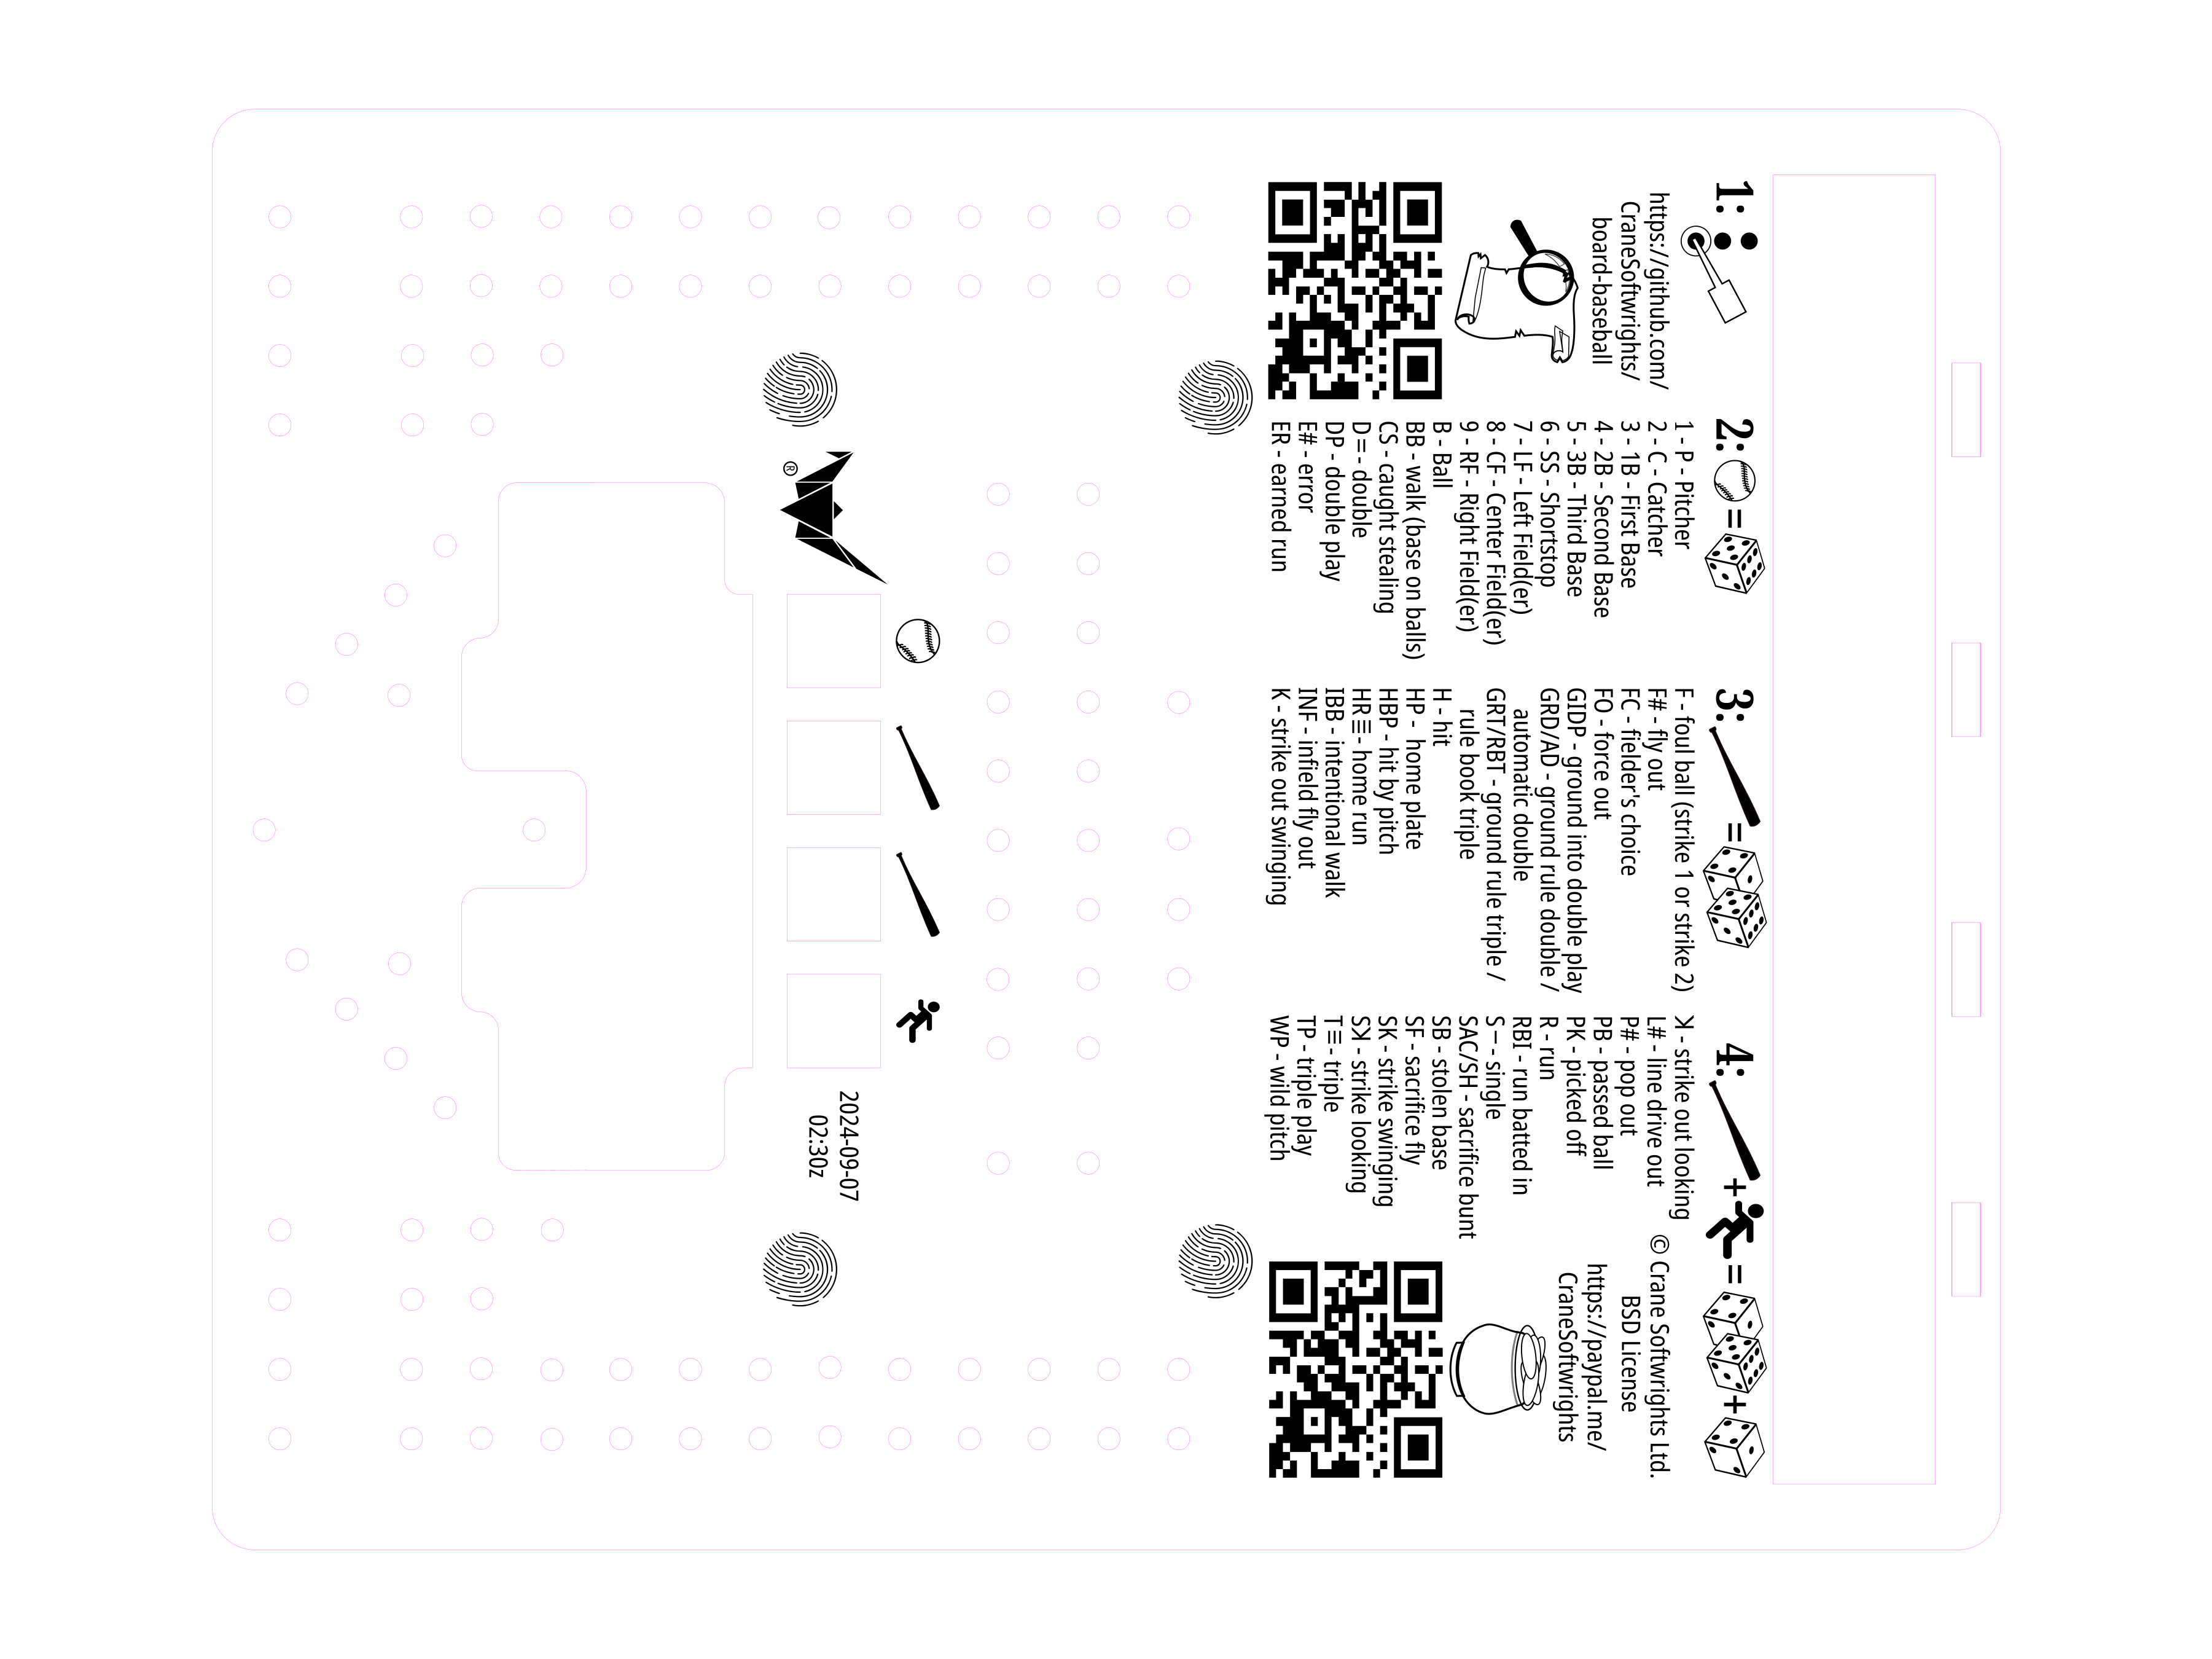 1:
https://github.com/
CraneSoftwrights/
board-baseball
2: =
1 - P - Pitcher
2 - C - Catcher
3 - 1B - First Base
4 - 2B - Second Base
5 - 3B - Third Base
6 - SS - Shortstop
7 - LF - Left Field(er)
8 - CF - Center Field(er)
9 - RF - Right Field(er)
B - Ball
BB - walk (base on balls)
CS - caught stealing
D= - double
DP - double play
E# - error
ER - earned run
3: =
F - foul ball (strike 1 or strike 2)
F# - fly out
FC - fielder's choice
FO - force out
GIDP - ground into double play
GRD/AD - ground rule double /
automatic double
GRT/RBT - ground rule triple /
rule book triple
H - hit
HP - home plate
HBP - hit by pitch
HR≡ - home run
IBB - intentional walk
INF - infield fly out
K - strike out swinging
4: + = +
ꓘ - strike out looking
L# - line drive out
P# - pop out
PB - passed ball
PK - picked off
R - run
RBI - run batted in
S— - single
SAC/SH - sacrifice bunt
SB - stolen base
SF - sacrifice fly
SK - strike swinging
Sꓘ - strike looking
T≡ - triple
TP - triple play
WP - wild pitch
© Crane Softwrights Ltd.
BSD License
https://paypal.me/
CraneSoftwrights
®
2024-09-07
02:30z